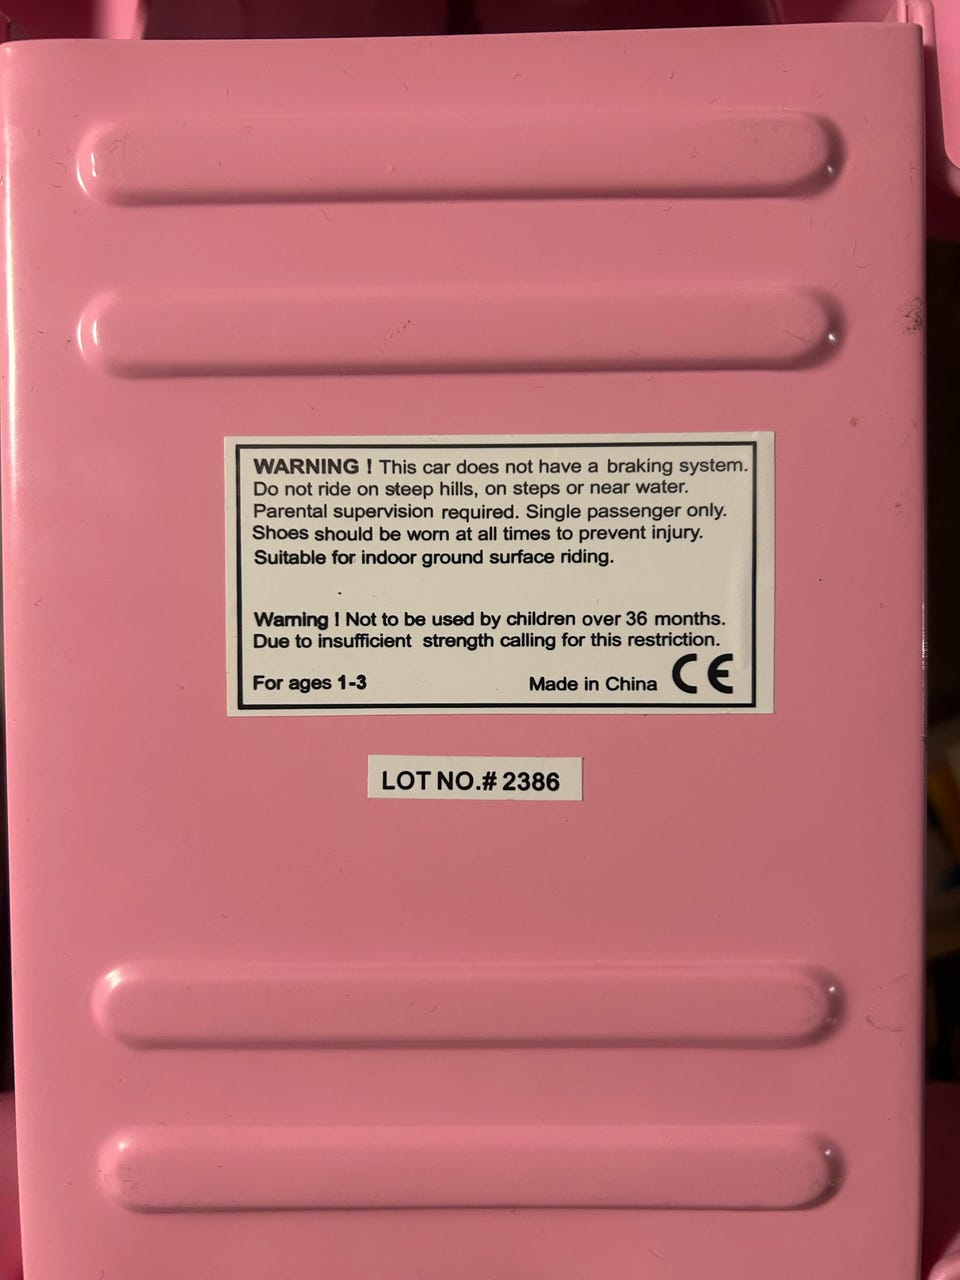 WARNING ! This car does not have a braking system.
Do not ride on steep hills, on steps or near water.
Parental supervision required. Single passenger only.
Shoes should be worn at all times to prevent injury.
Suitable for indoor ground surface riding.
Warning ! Not to be used by children over 36 months.
Due to insufficient strength calling for this restriction.
For ages 1-3 Made in China CE
LOT NO.# 2386